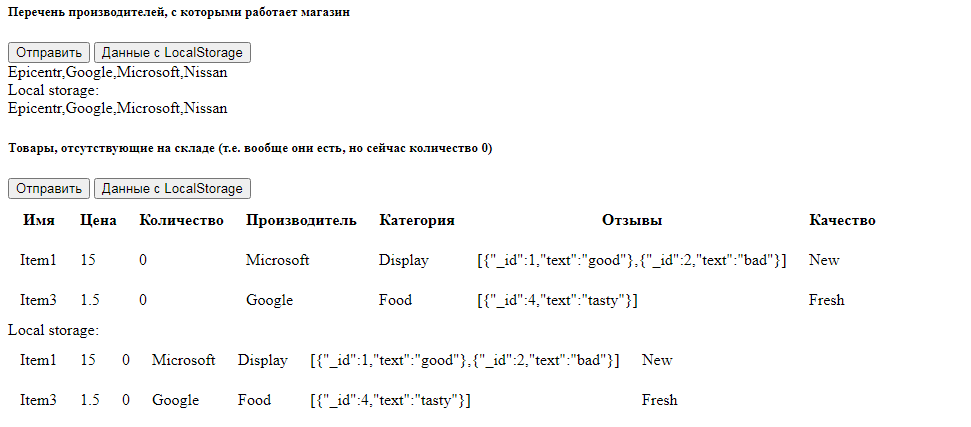 Перечень производителей, с которыми работает магазин
Отправить Данные с LocalStorage
Epicentr,Google,Microsoft,Nissan
Local storage:
Epicentr,Google,Microsoft,Nissan
Товары, отсутствующие на складе (т.е. вообще они есть, но сейчас количество 0)
Отправить Данные с LocalStorage
Имя Цена Количество Производитель Категория Отзывы Качество
Item1 15 0 Microsoft Display [{"_id":1,"text":"good"},{"_id":2,"text":"bad"}] New
Item3 1.5 0 Google Food [{"_id":4,"text":"tasty"}] Fresh
Local storage:
Item1 15 0 Microsoft Display [{"_id":1,"text":"good"},{"_id":2,"text":"bad"}] New
Item3 1.5 0 Google Food [{"_id":4,"text":"tasty"}] Fresh